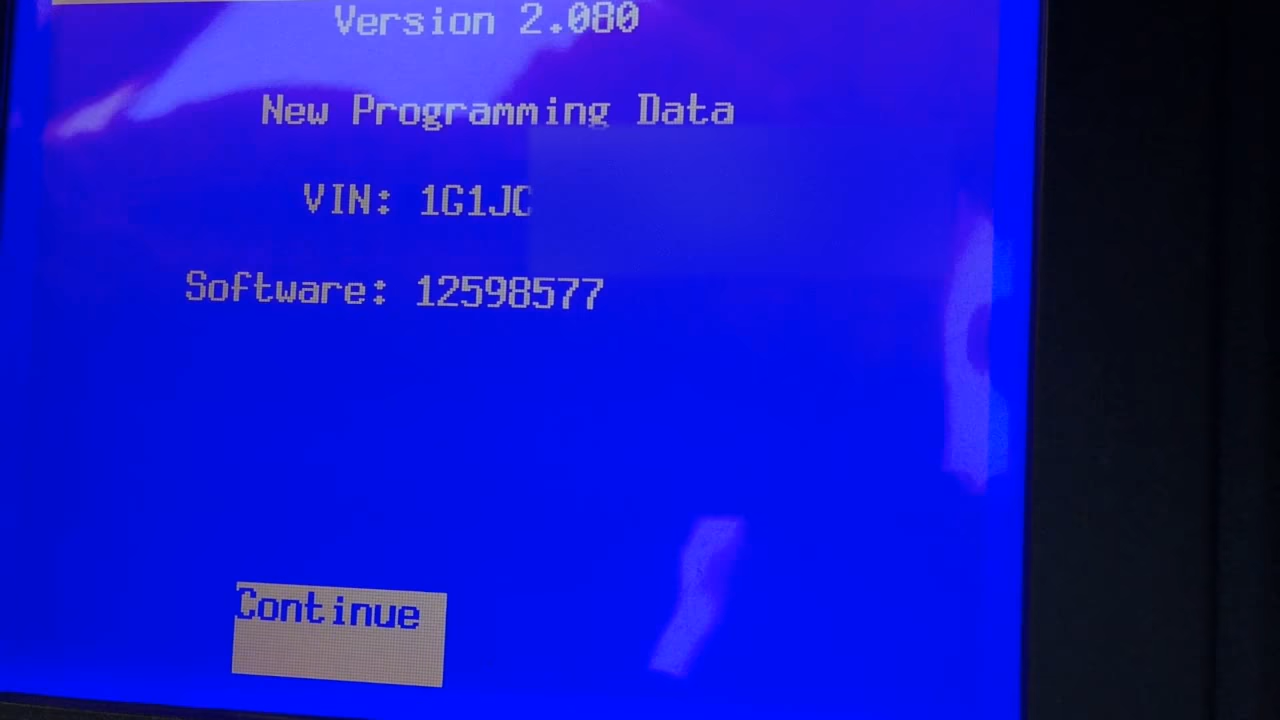 Version 2.080
New Programming Data
VIN: 1G1JC
Software: 12598577
Continue